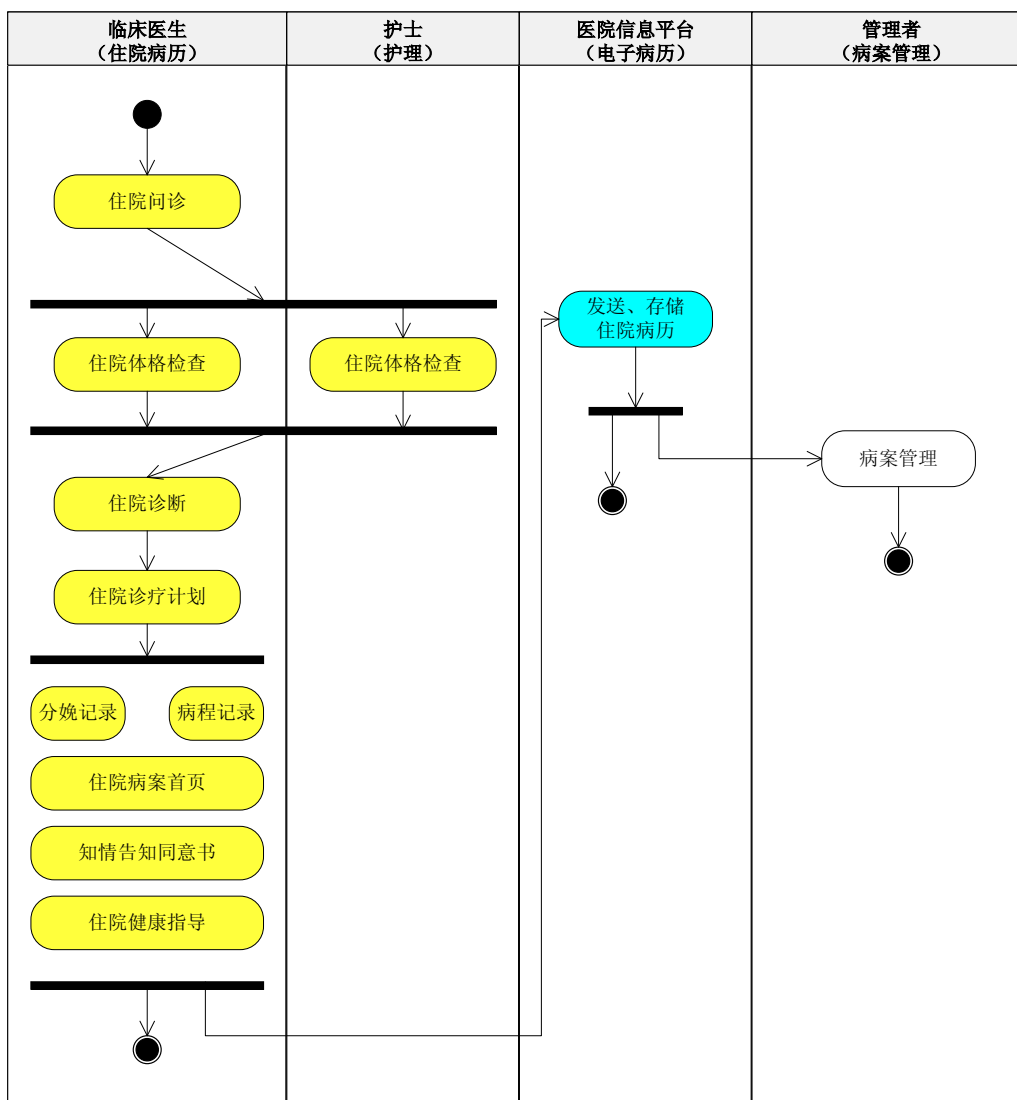 临床医生
（住院病历）
护士
（护理）
医院信息平台
（电子病历）
管理者
（病案管理）
住院问诊
发送、存储
住院病历
住院体格检查
住院体格检查
病案管理
住院诊断
住院诊疗计划
分娩记录
病程记录
住院病案首页
知情告知同意书
住院健康指导